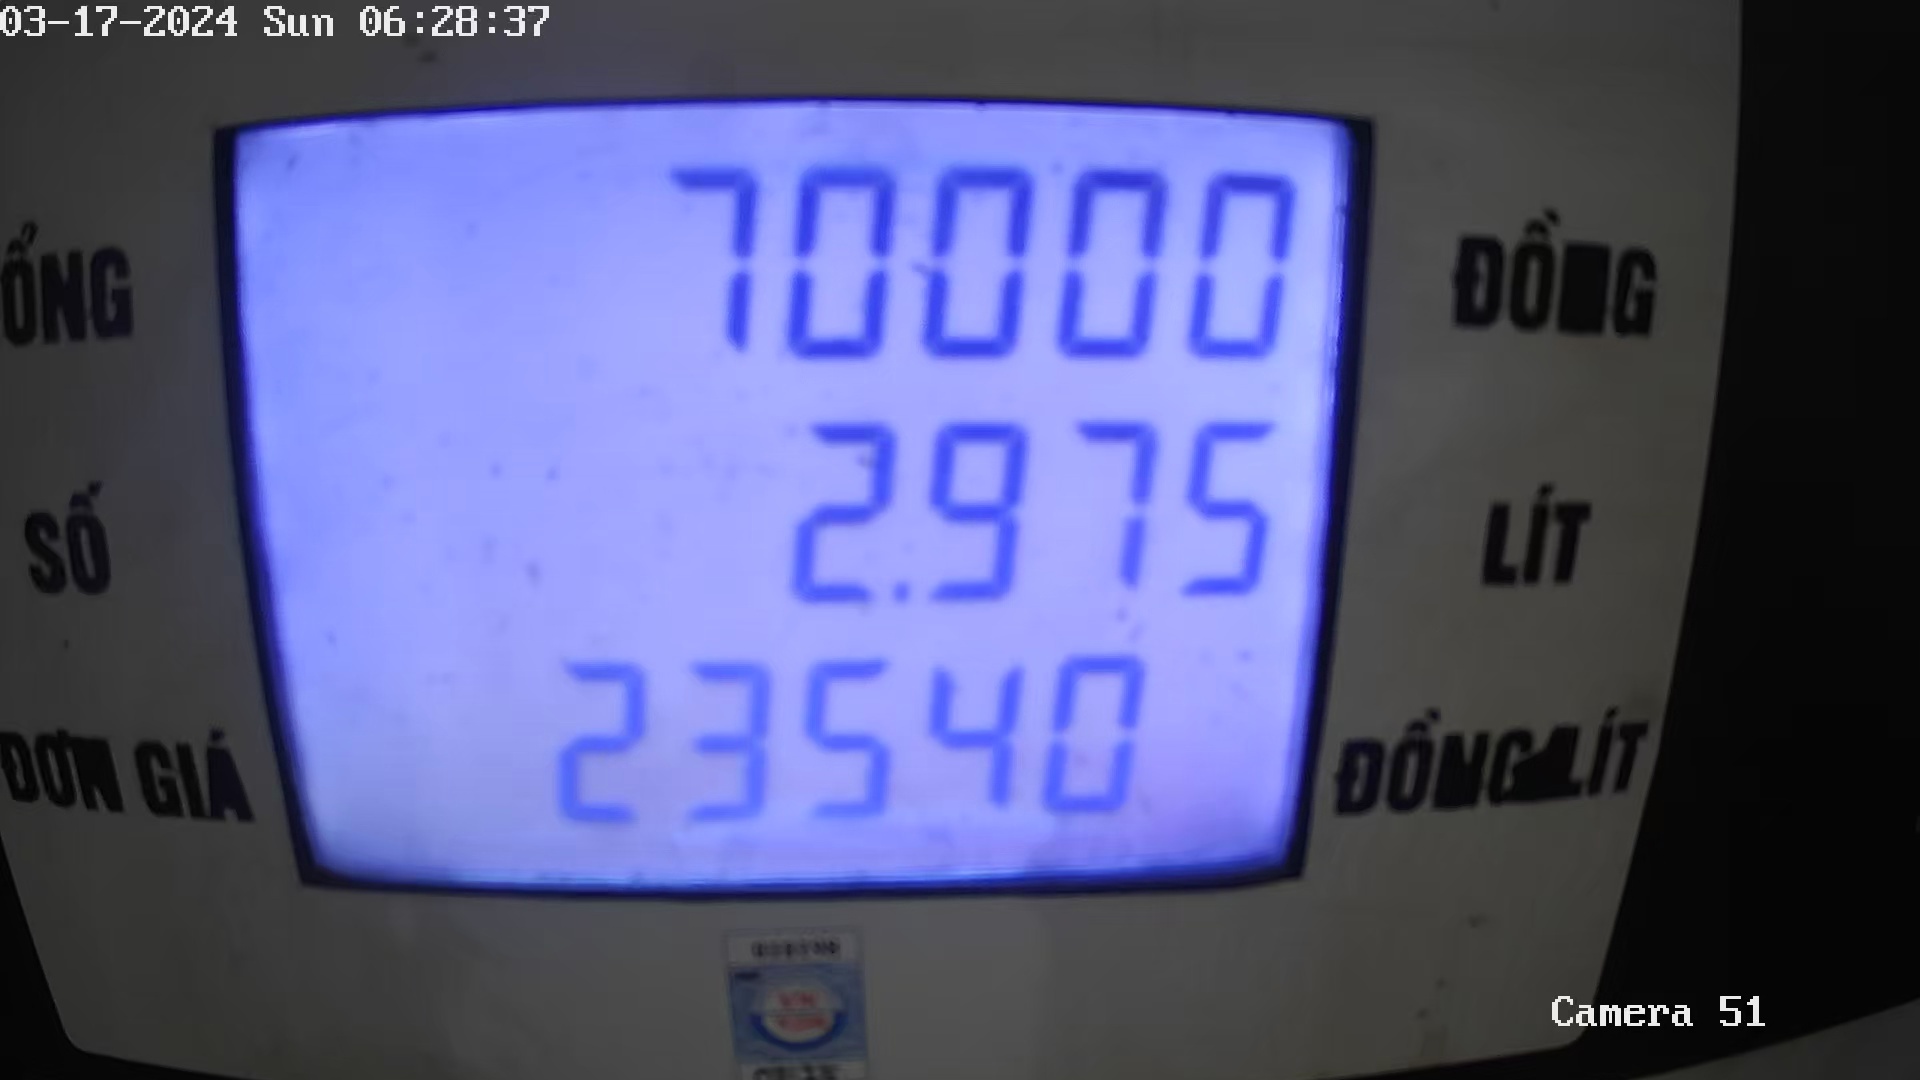 03-17-2024 Sun 06:28:37
70000
ĐỒNG
SỐ
2.975
LÍT
ĐƠN GIÁ
23540
ĐỒNG/LÍT
Camera 51